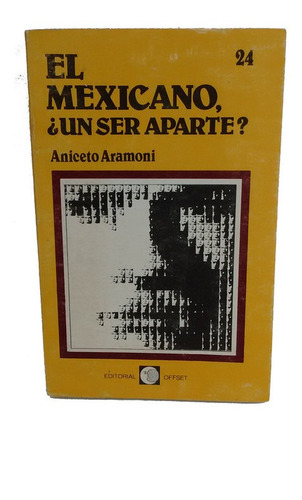 24
EL
MEXICANO,
¿UN SER APARTE?
Aniceto Aramoni
EDITORIAL OFFSET